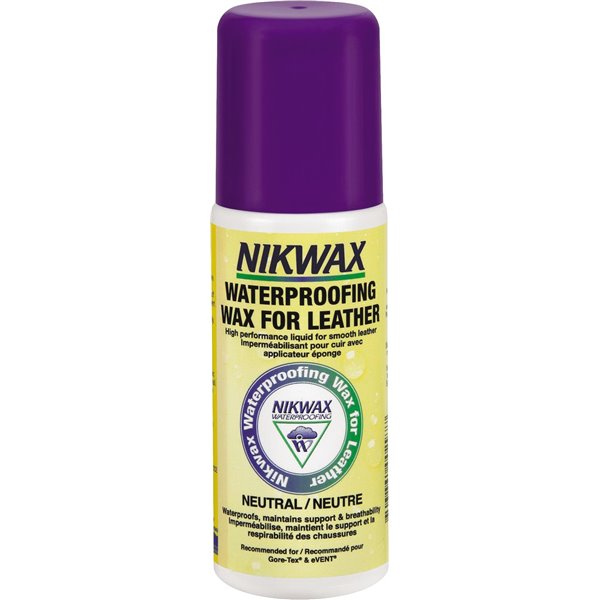 NIKWAX
WATERPROOFING
WAX FOR LEATHER
High performance liquid for smooth leather
Imperméabilisant pour cuir avec
applicateur éponge
Nikwax Waterproofing Wax for Leather
NIKWAX
WATERPROOFING
NEUTRAL/NEUTRE
Waterproofs, maintains support & breathability
Imperméabilise, maintient le support et la
respirabilité des chaussures
Recommended for / Recommandé pour
Gore-Tex® & eVENT®